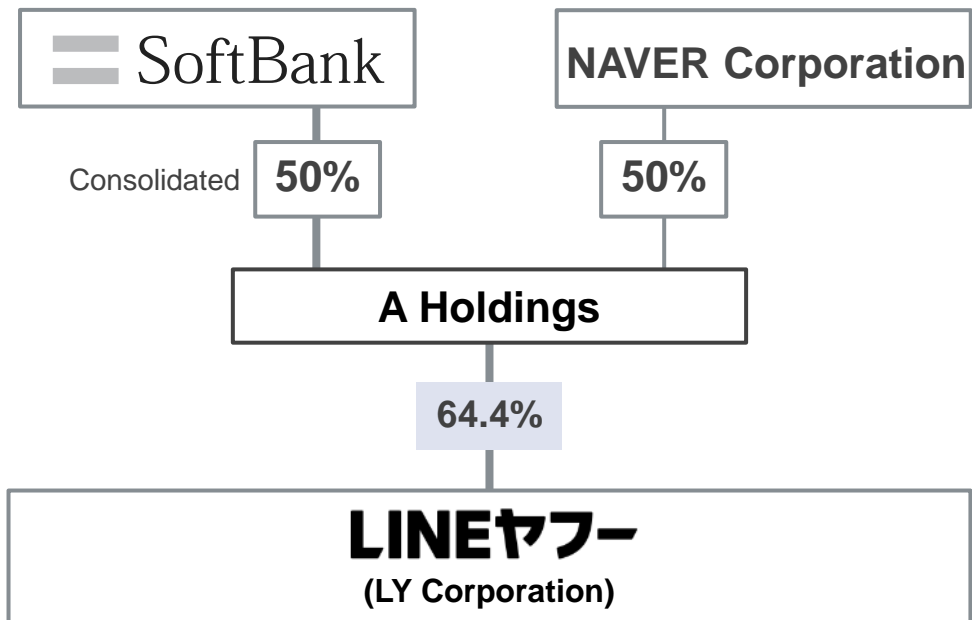 SoftBank
NAVER Corporation
Consolidated
50%
50%
A Holdings
64.4%
LINEヤフー
(LY Corporation)